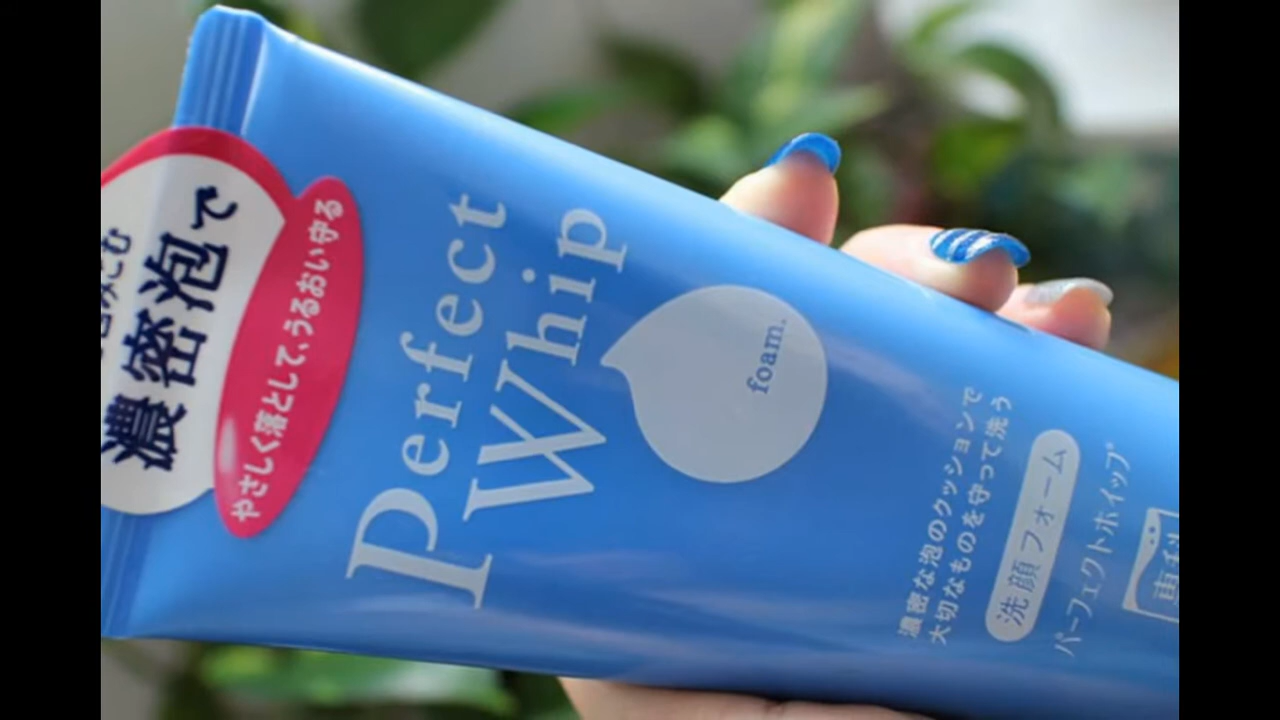 濃密泡で
やさしく落として、うるおい守る
Perfect
Whip
foam.
濃密な泡のクッションで
大切なものを守って洗う
洗顔フォーム
パーフェクトホイップ
専科